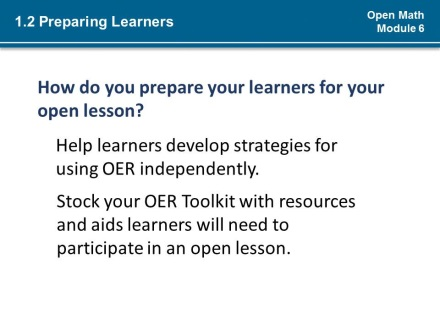 1.2 Preparing Learners
Open Math
Module 6
How do you prepare your learners for your
open lesson?
Help learners develop strategies for
using OER independently.
Stock your OER Toolkit with resources
and aids learners will need to
participate in an open lesson.